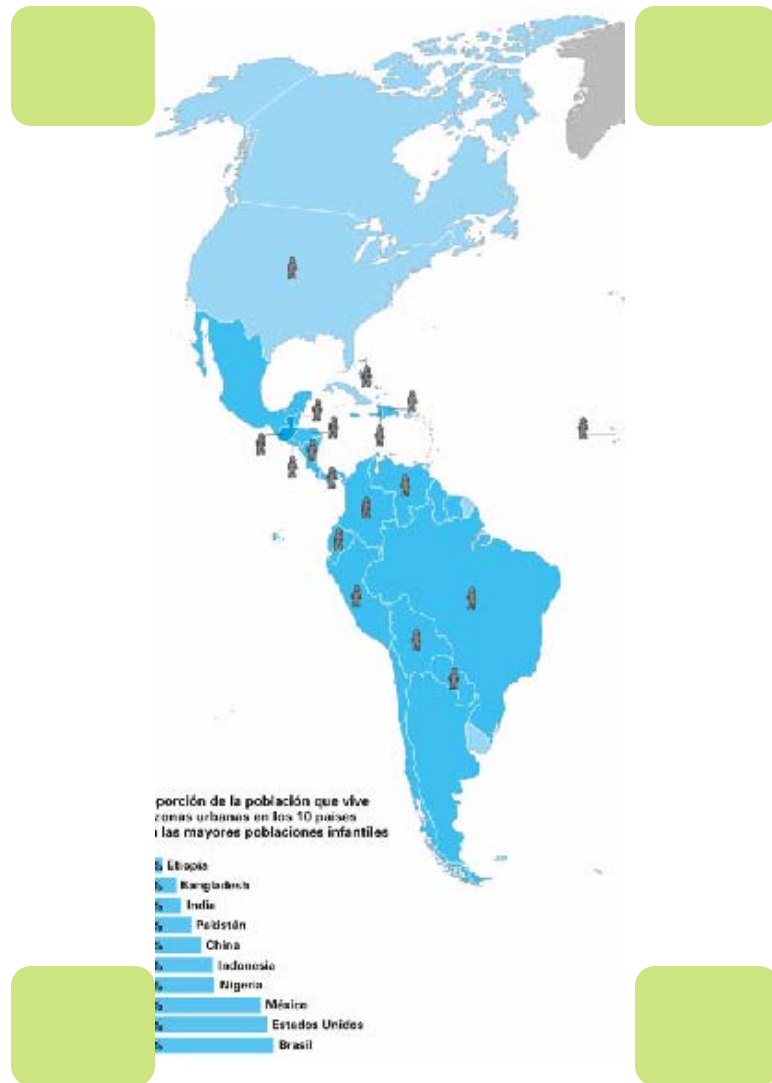 porción de la población que vive
zonas urbanas en los 10 países
las mayores poblaciones infantiles
% Etiopía
% Bangladesh
% India
% Pakistán
% China
% Indonesia
% Nigeria
% México
% Estados Unidos
% Brasil